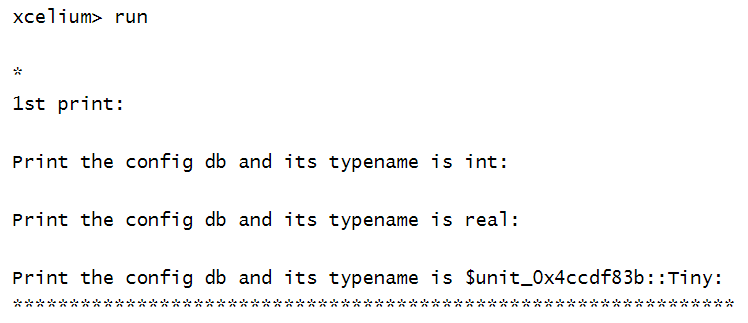 xcelium> run
*
1st print:
Print the config db and its typename is int:
Print the config db and its typename is real:
Print the config db and its typename is $unit_0x4ccdf83b::Tiny:
****************************************************************